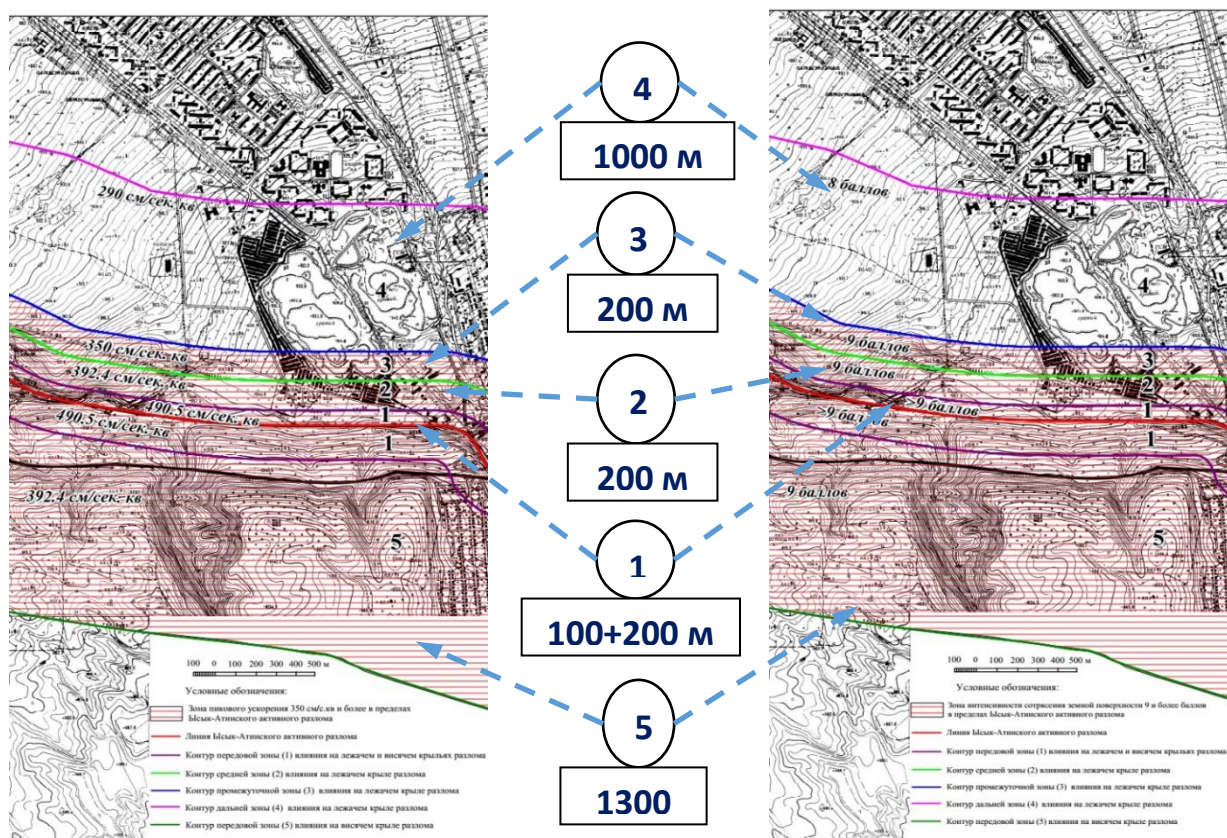 290 см/сек.кв
4
350 см/сек.кв
3
392.4 см/сек.кв
2
490.5 см/сек.кв
1
490.5 см/сек.кв
1
392.4 см/сек.кв
5
100 0 100 200 300 400 500 м
Условные обозначения:
Зона пикового ускорения 350 см/с.кв и более в пределах
Ысык-Атинского активного разлома
Линия Ысык-Атинского активного разлома
Контур передовой зоны (1) влияния на лежачем и висячем крыльях разлома
Контур средней зоны (2) влияния на лежачем крыле разлома
Контур промежуточной зоны (3) влияния на лежачем крыле разлома
Контур дальней зоны (4) влияния на лежачем крыле разлома
Контур передовой зоны (5) влияния на висячем крыле разлома
4
1000 м
3
200 м
2
200 м
1
100+200 м
5
1300
8 баллов
4
9 баллов
3
9 баллов
2
>9 баллов
1
>9 баллов
1
9 баллов
5
100 0 100 200 300 400 500 м
Условные обозначения:
Зона интенсивности сотрясения земной поверхности 9 и более баллов
в пределах Ысык-Атинского активного разлома
Линия Ысык-Атинского активного разлома
Контур передовой зоны (1) влияния на лежачем и висячем крыльях разлома
Контур средней зоны (2) влияния на лежачем крыле разлома
Контур промежуточной зоны (3) влияния на лежачем крыле разлома
Контур дальней зоны (4) влияния на лежачем крыле разлома
Контур передовой зоны (5) влияния на висячем крыле разлома